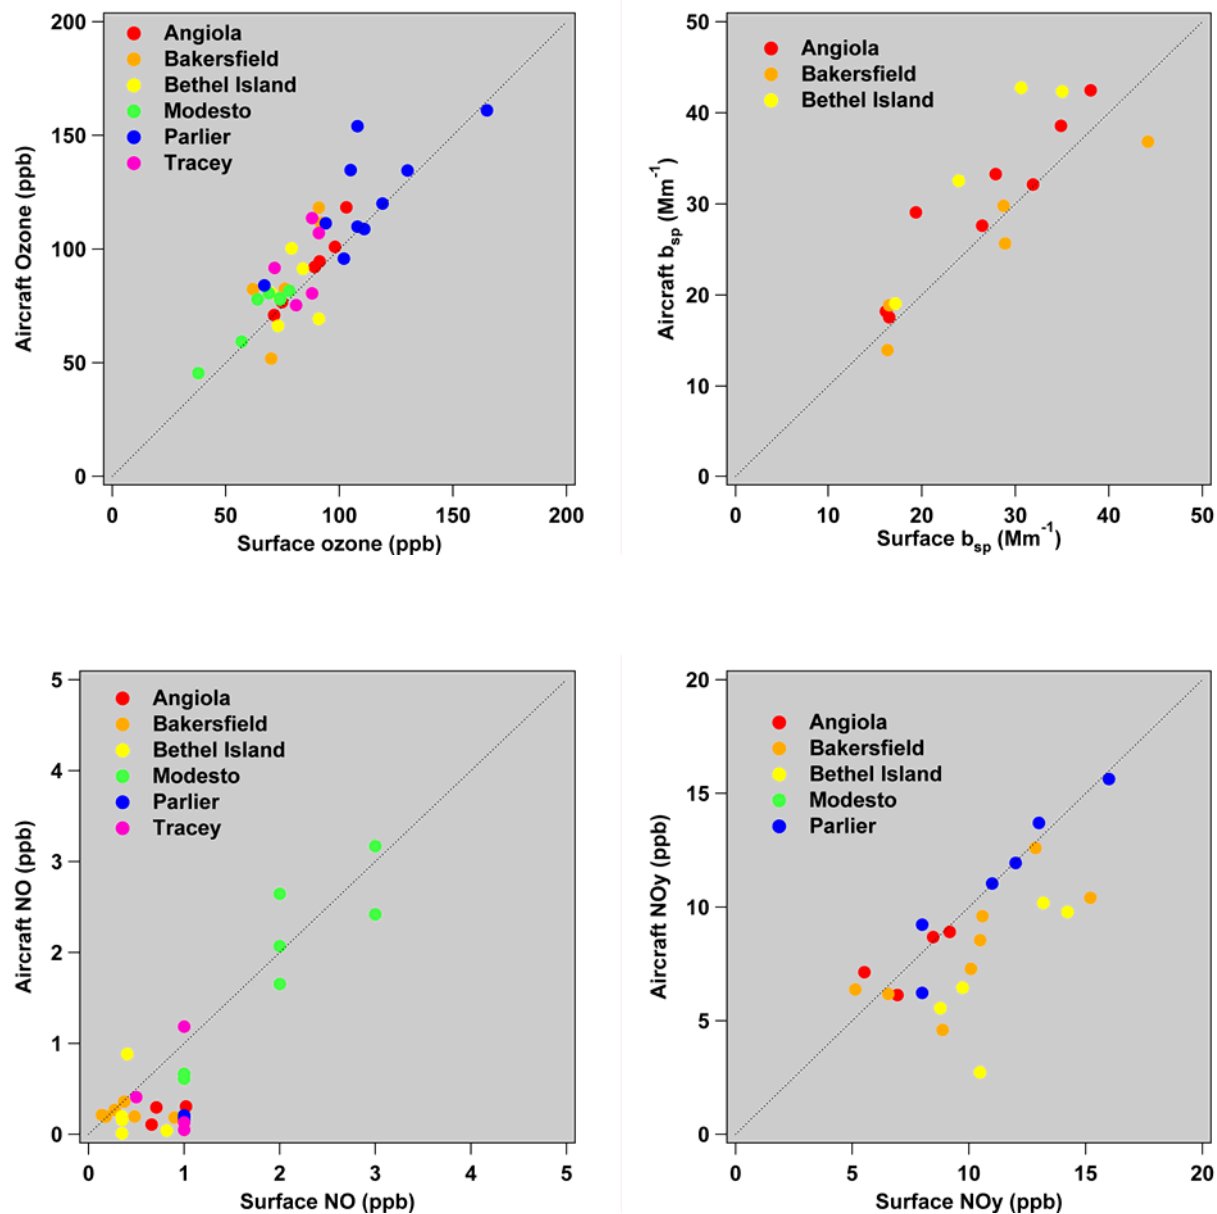 200
150
100
50
0
Aircraft Ozone (ppb)
Angiola
Bakersfield
Bethel Island
Modesto
Parlier
Tracey
0 50 100 150 200
Surface ozone (ppb)
50
40
30
20
10
0
Aircraft bsp (Mm-1)
Angiola
Bakersfield
Bethel Island
0 10 20 30 40 50
Surface bsp (Mm-1)
5
4
3
2
1
0
Aircraft NO (ppb)
Angiola
Bakersfield
Bethel Island
Modesto
Parlier
Tracey
0 1 2 3 4 5
Surface NO (ppb)
20
15
10
5
0
Aircraft NOy (ppb)
Angiola
Bakersfield
Bethel Island
Modesto
Parlier
0 5 10 15 20
Surface NOy (ppb)